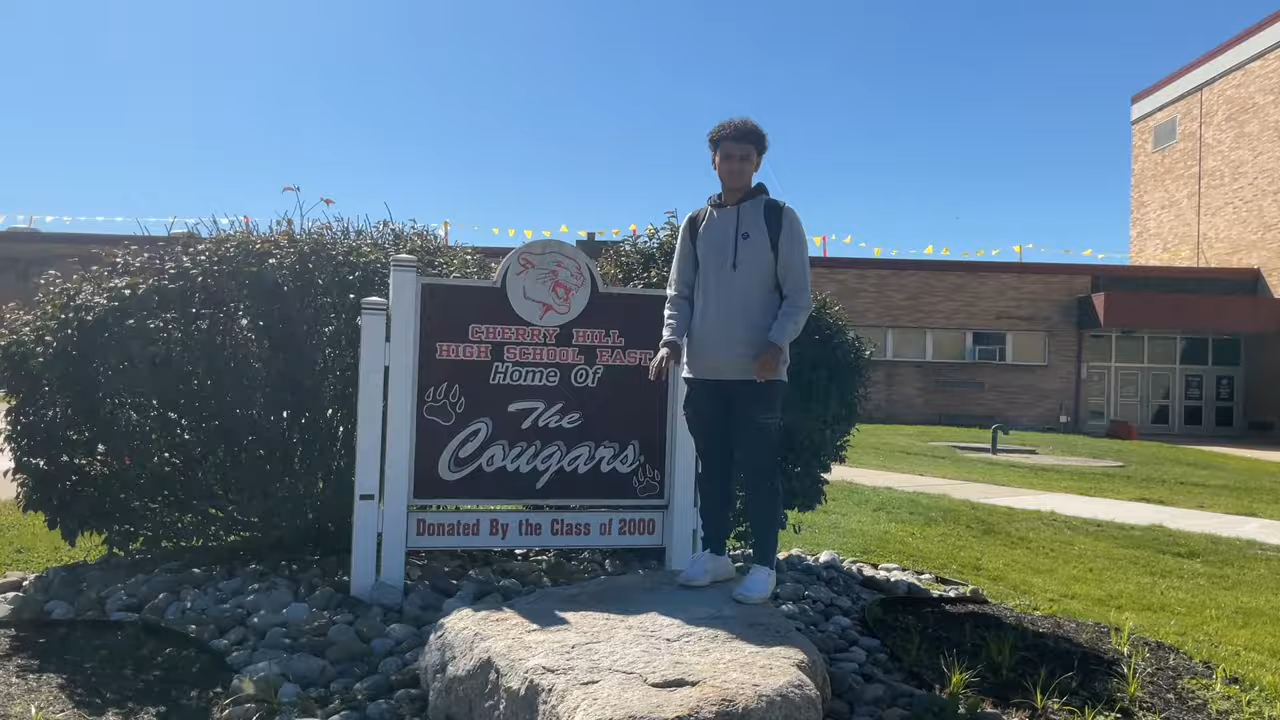 CHERRY HILL
HIGH SCHOOL EAST
Home Of
The
Cougars
Donated By the Class of 2000